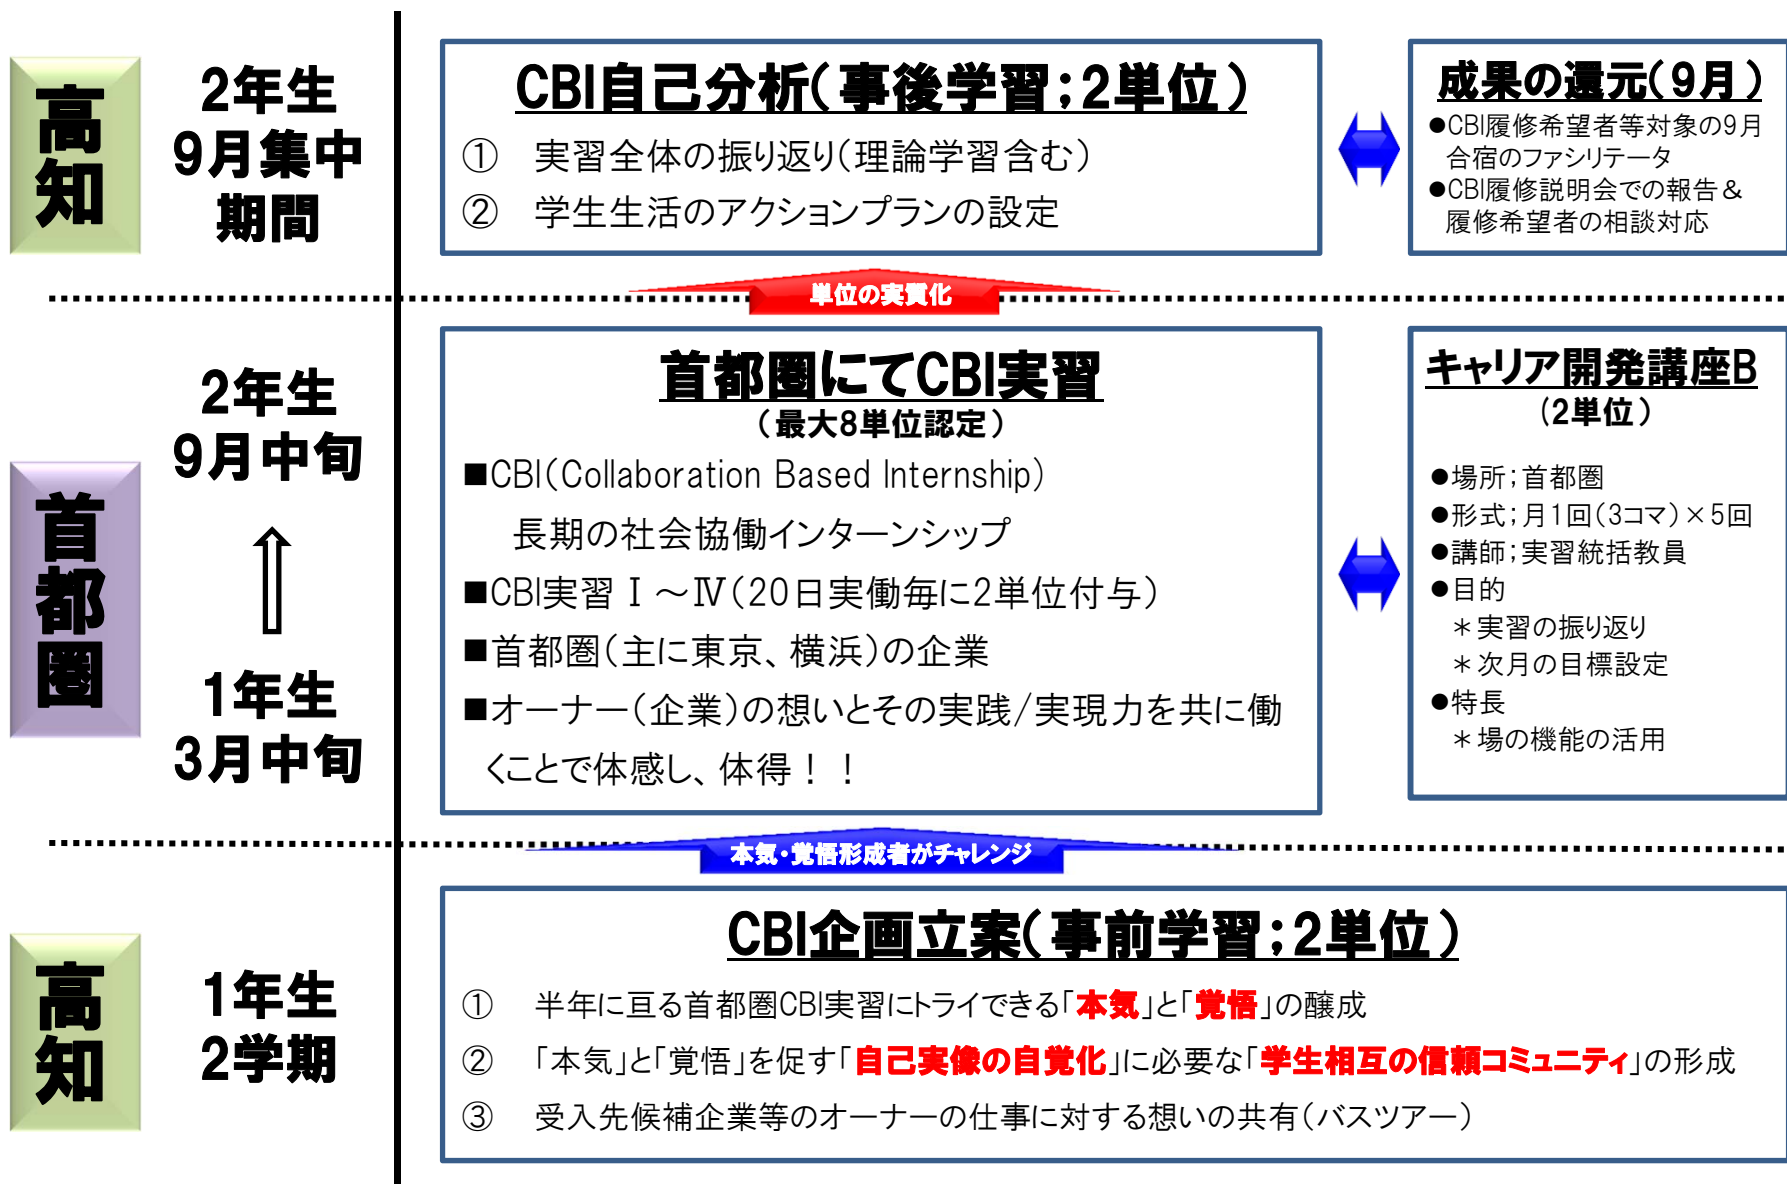 高知
2年生
9月集中
期間
CBI自己分析(事後学習;2単位)
① 実習全体の振り返り(理論学習含む)
② 学生生活のアクションプランの設定
成果の還元(9月)
●CBI履修希望者等対象の9月
合宿のファシリテータ
●CBI履修説明会での報告&
履修希望者の相談対応
単位の実質化
首都圏
2年生
9月中旬
1年生
3月中旬
首都圏にてCBI実習
(最大8単位認定)
■CBI(Collaboration Based Internship)
長期の社会協働インターンシップ
■CBI実習Ⅰ~Ⅳ(20日実働毎に2単位付与)
■首都圏(主に東京、横浜)の企業
■オーナー(企業)の想いとその実践/実現力を共に働
くことで体感し、体得!!
キャリア開発講座B
(2単位)
●場所;首都圏
●形式;月1回(3コマ)×5回
●講師;実習統括教員
●目的
*実習の振り返り
*次月の目標設定
●特長
*場の機能の活用
本気・覚悟形成者がチャレンジ
高知
1年生
2学期
CBI企画立案(事前学習;2単位)
① 半年に亘る首都圏CBI実習にトライできる「本気」と「覚悟」の醸成
② 「本気」と「覚悟」を促す「自己実像の自覚化」に必要な「学生相互の信頼コミュニティ」の形成
③ 受入先候補企業等のオーナーの仕事に対する想いの共有(バスツアー)